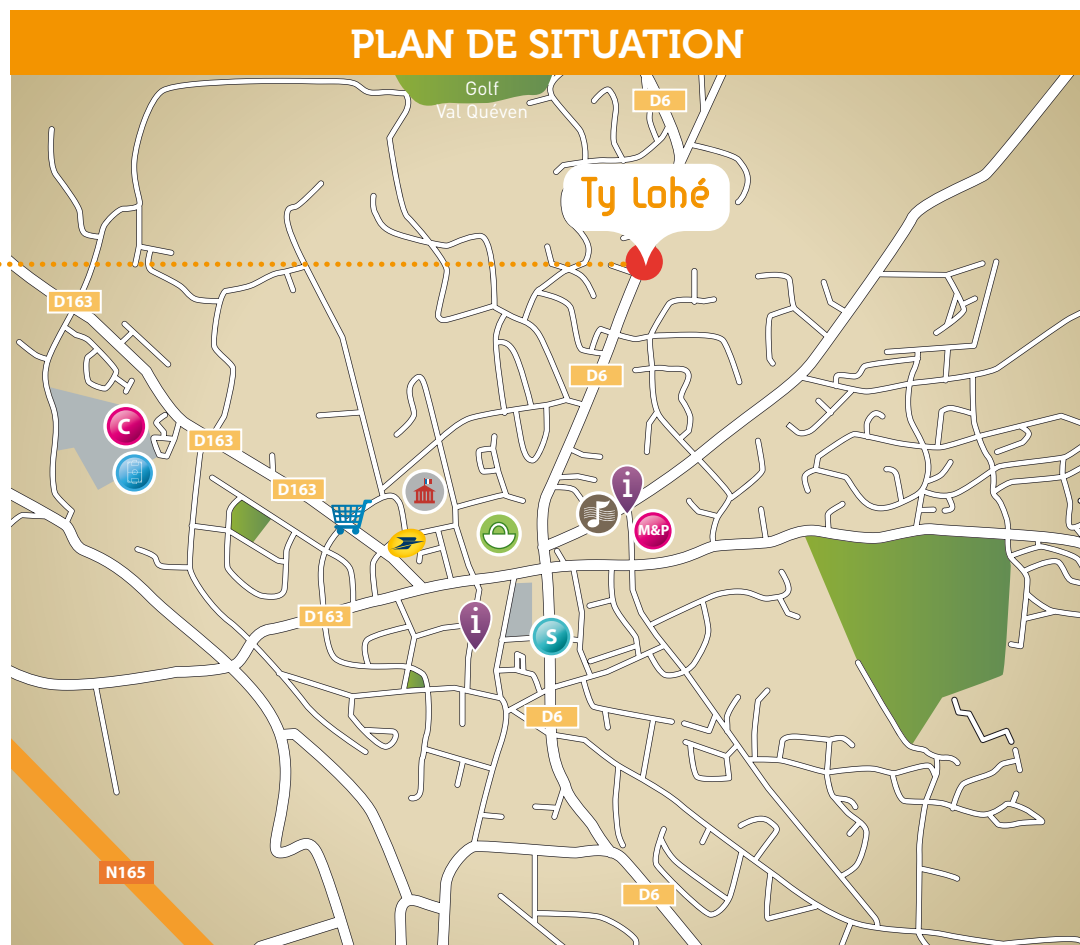 PLAN DE SITUATION
Golf
Val Quéven
D6
Ty Lohé
D163
D6
C
D163
D163
i
M&P
D163
i
S
D6
N165
D6